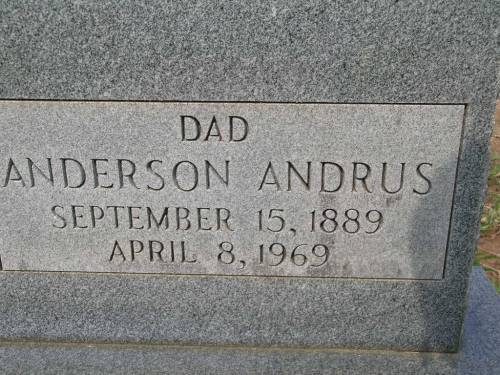 DAD
ANDERSON ANDRUS
SEPTEMBER 15, 1889
APRIL 8, 1969